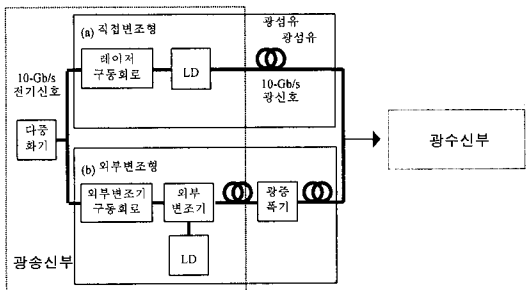 (a) 직접변조형
광섬유
광섬유
레이저
구동회로
LD
10-Gb/s
전기신호
10-Gb/s
광신호
다중
화기
광수신부
(b) 외부변조형
외부변조기
구동회로
외부
변조기
광증
폭기
LD
광송신부